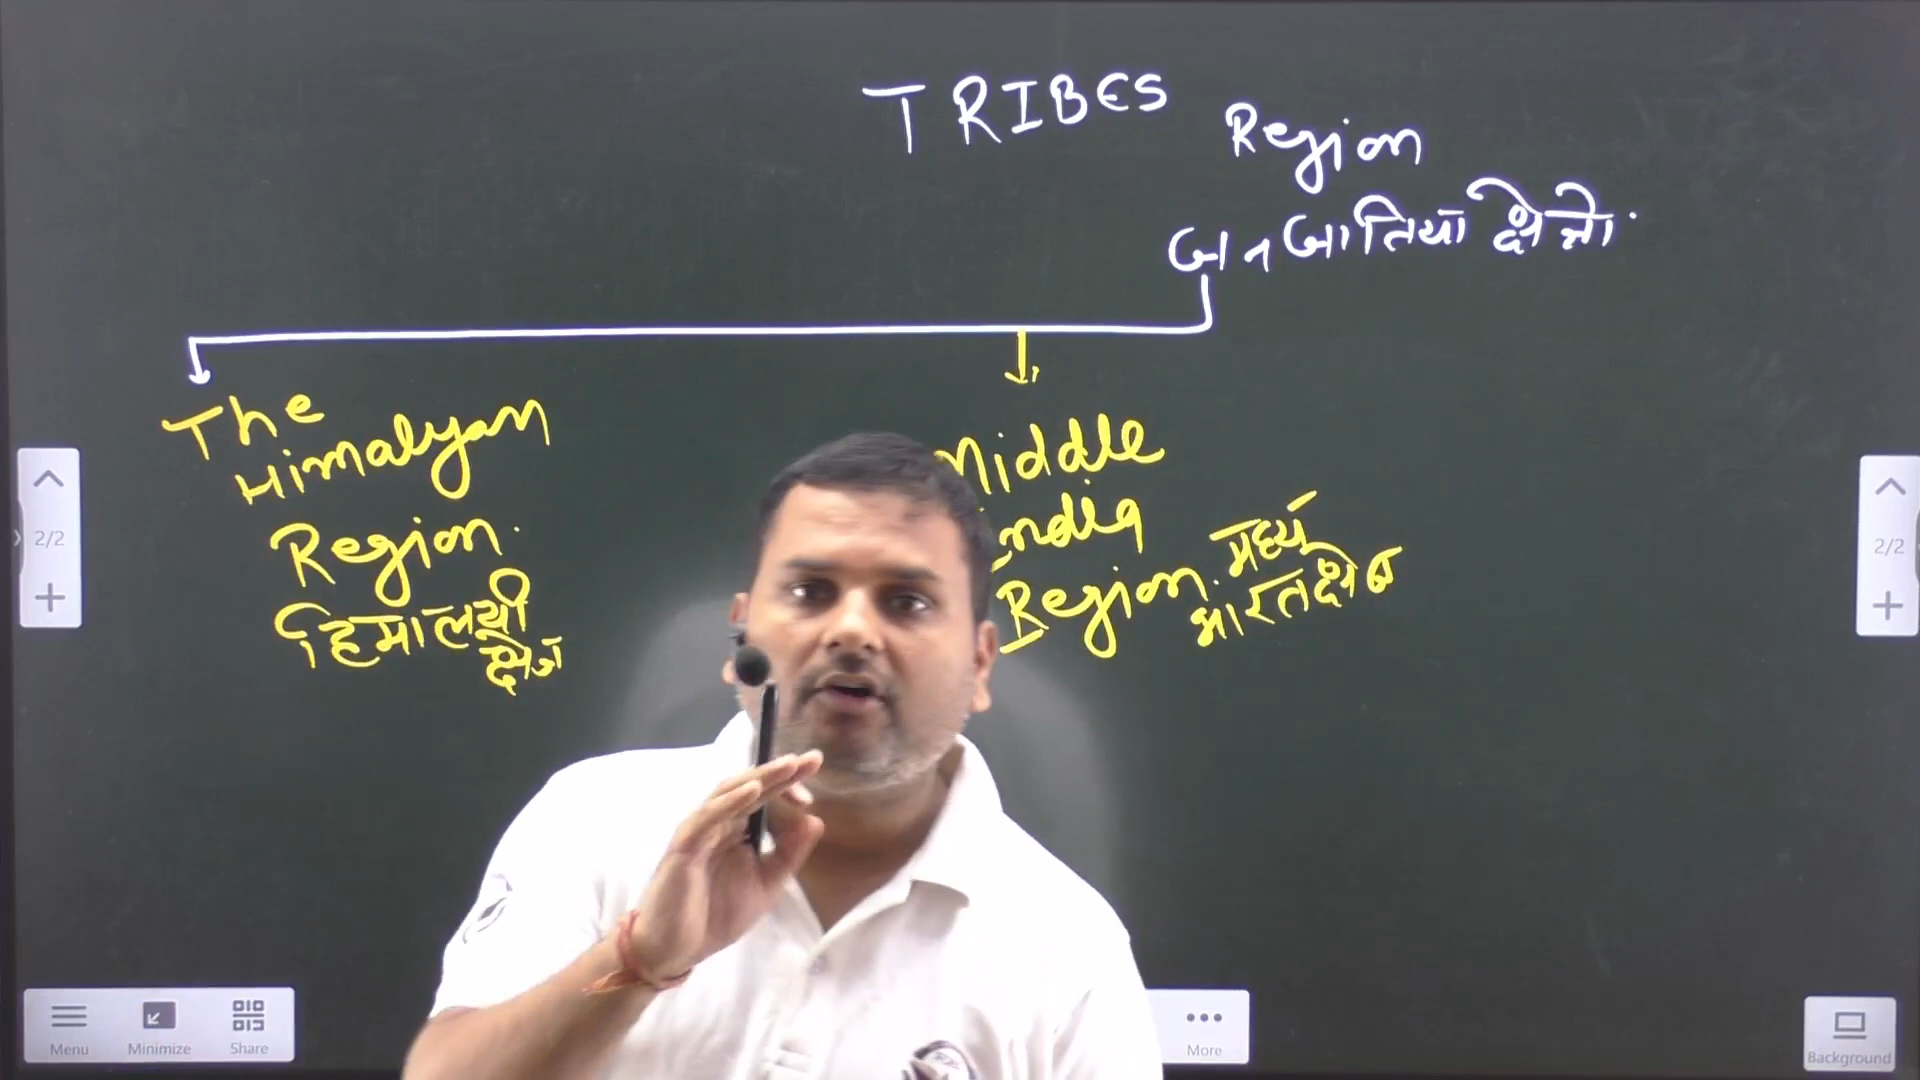 TRIBES
Region
जनजातियाँ क्षेत्रो.
The
Himalyan
Region.
हिमालयी
क्षेत्र
Middle
India
Region. मध्य
भारत क्षेत्र
2/2
2/2
Menu
Minimize
Share
More
Background